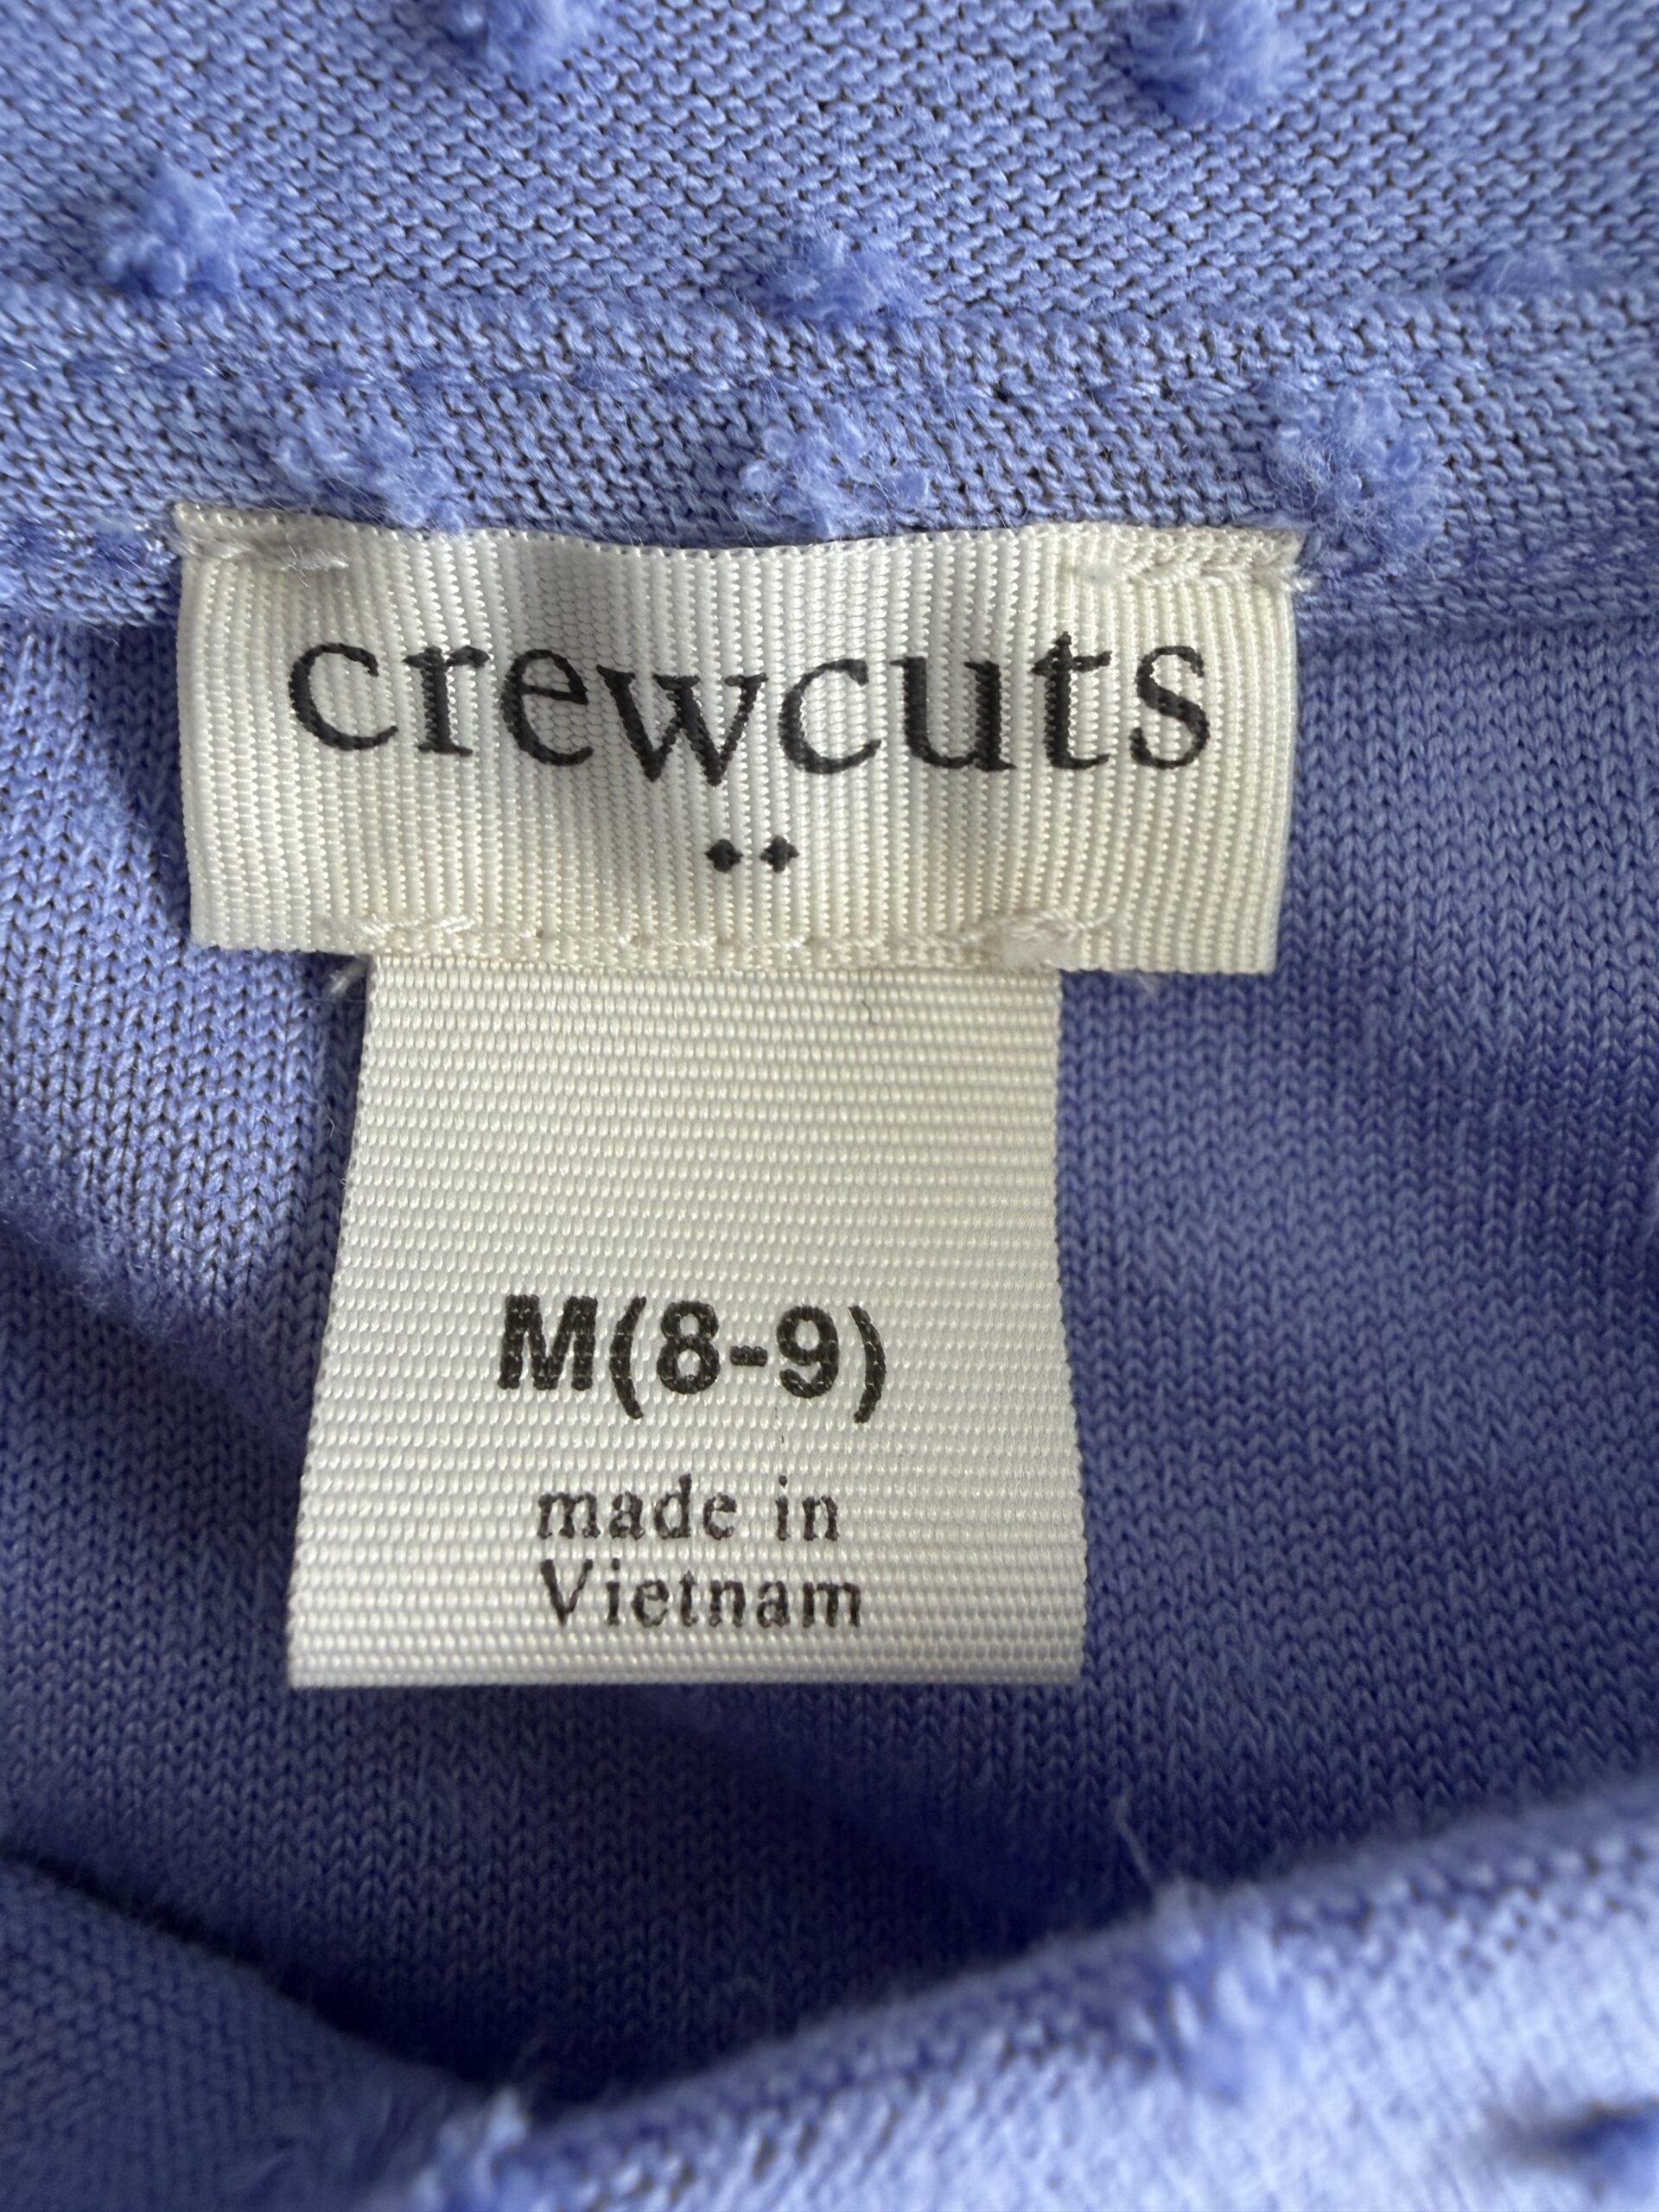 crewcuts
M(8-9)
made in
Vietnam